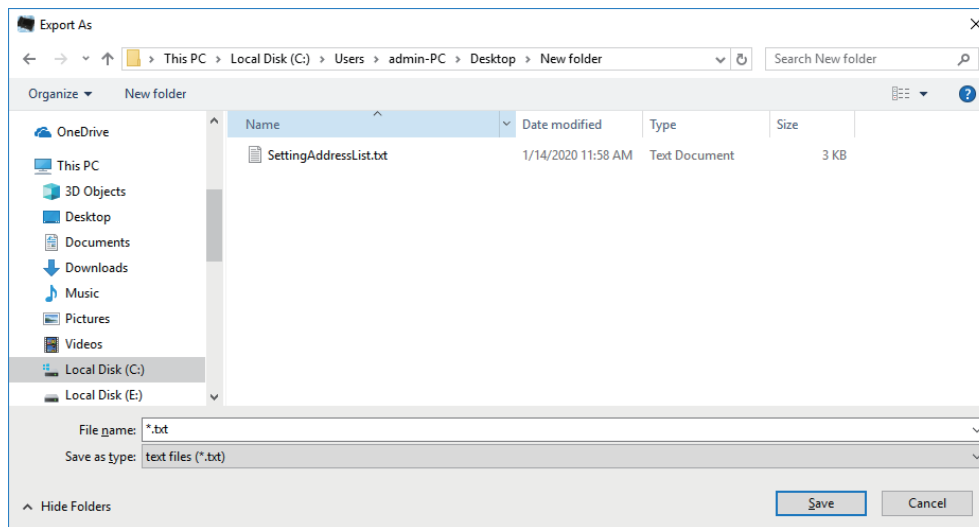 Export As
This PC > Local Disk (C:) > Users > admin-PC > Desktop > New folder
Search New folder
Organize
New folder
Name
Date modified
Type
Size
SettingAddressList.txt
1/14/2020 11:58 AM
Text Document
3 KB
OneDrive
This PC
3D Objects
Desktop
Documents
Downloads
Music
Pictures
Videos
Local Disk (C:)
Local Disk (E:)
File name: *.txt
Save as type: text files (*.txt)
Hide Folders
Save
Cancel